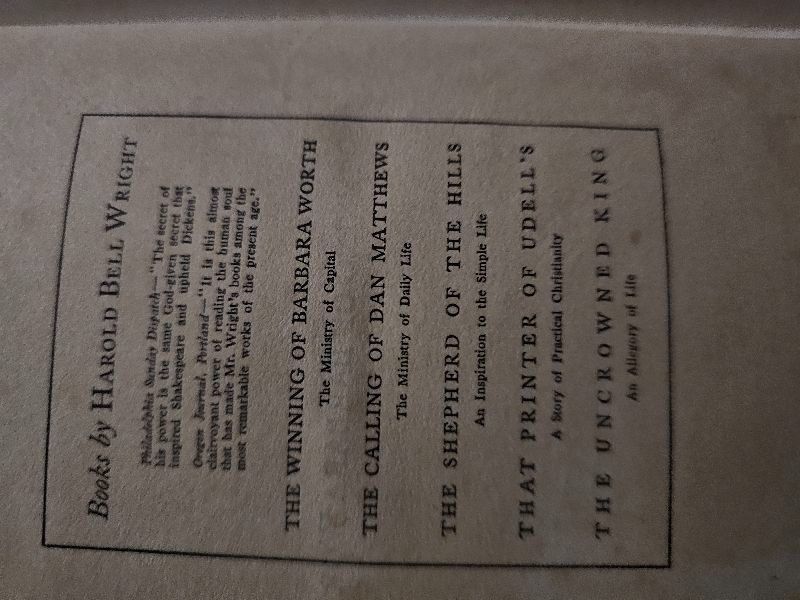 Books by HAROLD BELL WRIGHT
Philadelphia Sunday Dispatch—"The secret of
his power is the same God-given secret that
inspired Shakespeare and upheld Dickens."
Oregon Journal, Portland—"It is this almost
clairvoyant power of reading the human soul
that has made Mr. Wright's books among the
most remarkable works of the present age."
THE WINNING OF BARBARA WORTH
The Ministry of Capital
THE CALLING OF DAN MATTHEWS
The Ministry of Daily Life
THE SHEPHERD OF THE HILLS
An Inspiration to the Simple Life
THAT PRINTER OF UDELL'S
A Story of Practical Christianity
THE UNCROWNED KING
An Allegory of Life